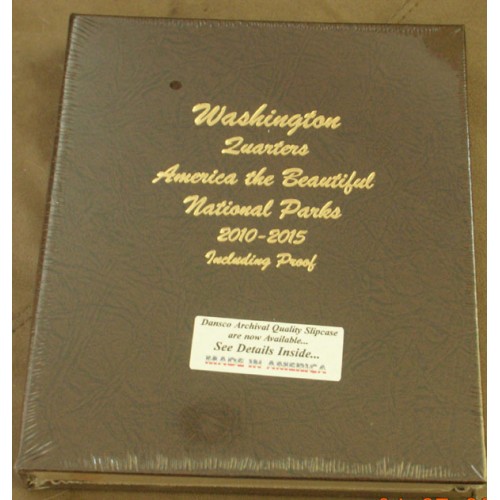 Washington
Quarters
America the Beautiful
National Parks
2010-2015
Including Proof
Dansco Archival Quality Slipcase
are now Available...
See Details Inside...
MADE IN AMERICA